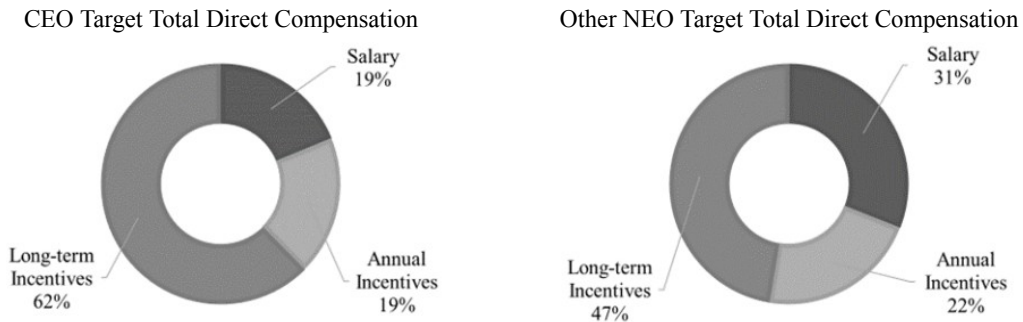 CEO Target Total Direct Compensation
Salary
19%
Long-term
Incentives
62%
Annual
Incentives
19%
Other NEO Target Total Direct Compensation
Salary
31%
Long-term
Incentives
47%
Annual
Incentives
22%